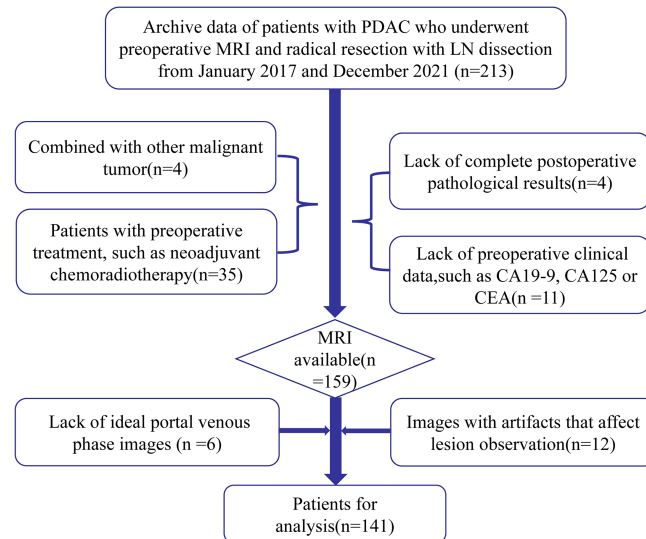 Archive data of patients with PDAC who underwent
preoperative MRI and radical resection with LN dissection
from January 2017 and December 2021 (n=213)
Combined with other malignant
tumor(n=4)
Lack of complete postoperative
pathological results(n=4)
Patients with preoperative
treatment, such as neoadjuvant
chemoradiotherapy(n=35)
Lack of preoperative clinical
data,such as CA19-9, CA125 or
CEA(n =11)
MRI
available(n
=159)
Lack of ideal portal venous
phase images (n =6)
Images with artifacts that affect
lesion observation(n=12)
Patients for
analysis(n=141)